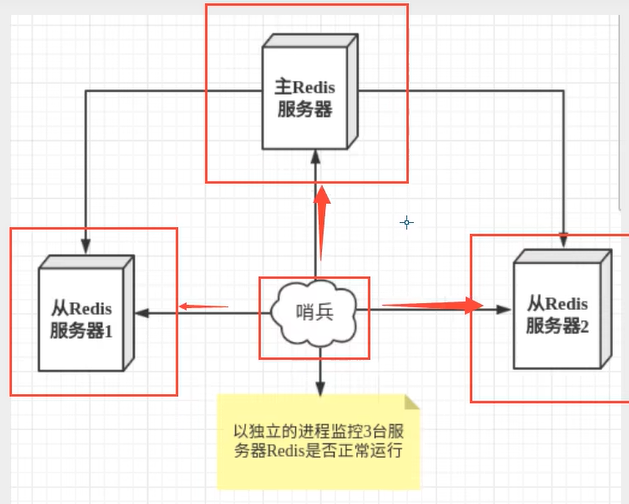 主Redis
服务器
从Redis
服务器1
哨兵
从Redis
服务器2
以独立的进程监控3台服
务器Redis是否正常运行